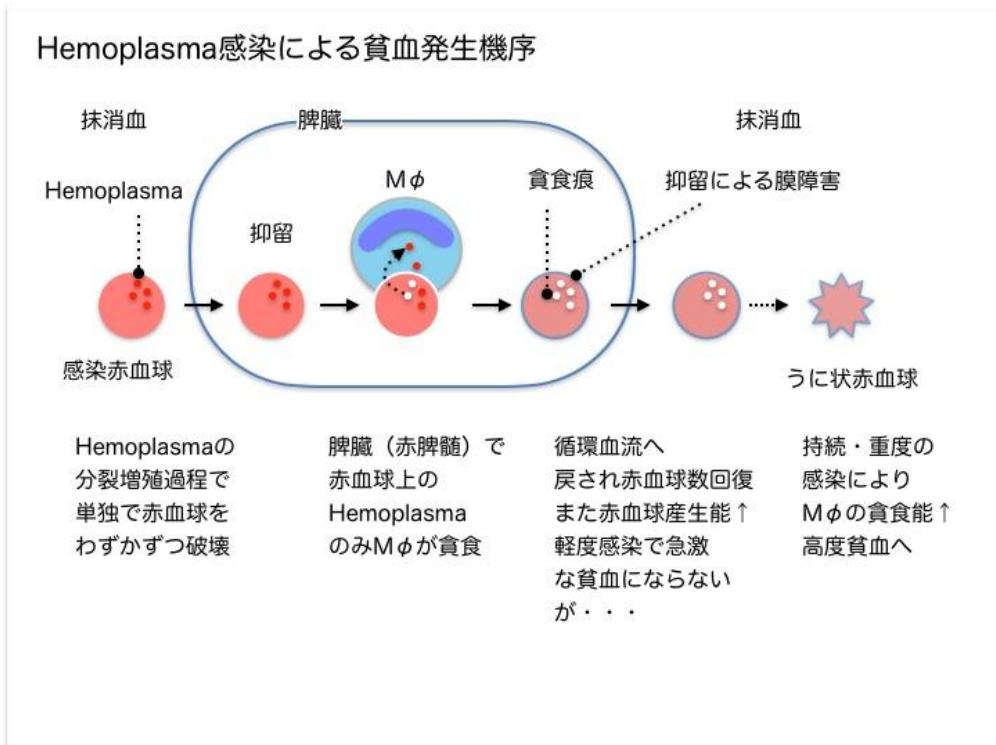 Hemoplasma感染による貧血発生機序
抹消血
脾臓
抹消血
Hemoplasma
Mφ
貪食痕
抑留による膜障害
抑留
感染赤血球
うに状赤血球
Hemoplasmaの
分裂増殖過程で
単独で赤血球を
わずかずつ破壊
脾臓（赤脾髄）で
赤血球上の
Hemoplasma
のみMφが貪食
循環血流へ
戻され赤血球数回復
また赤血球産生能↑
軽度感染で急激
な貧血にならない
が・・・
持続・重度の
感染により
Mφの貪食能↑
高度貧血へ